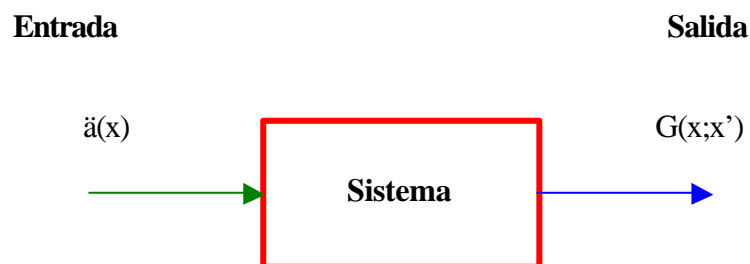 Entrada Salida
ä(x) G(x;x’)
Sistema